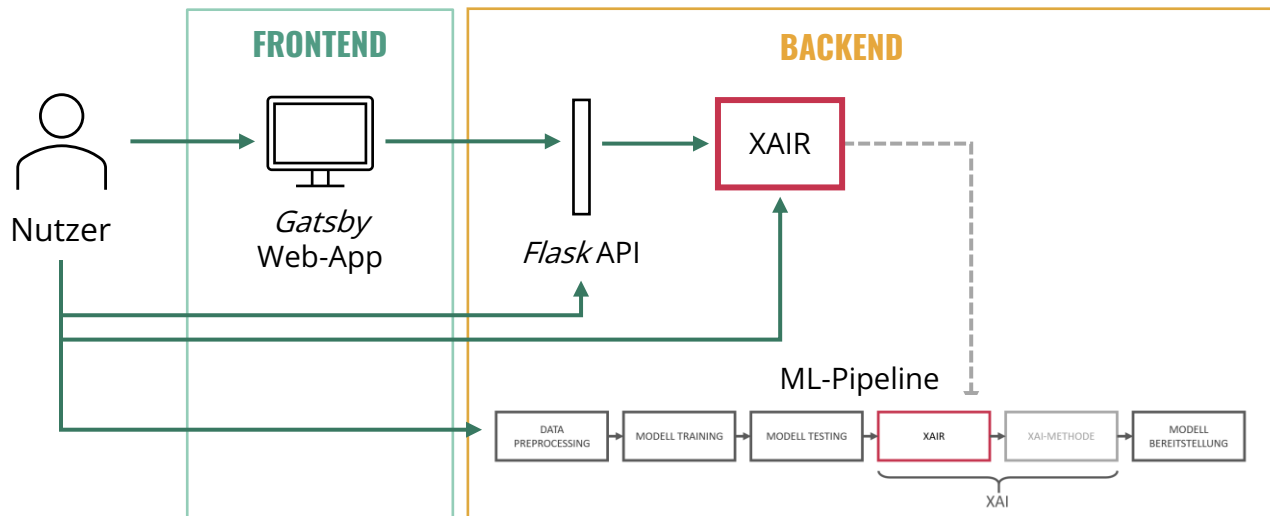 FRONTEND
BACKEND
XAIR
Nutzer
Gatsby
Web-App
Flask API
ML-Pipeline
DATA
PREPROCESSING
MODELL TRAINING
MODELL TESTING
XAIR
XAI-METHODE
MODELL
BEREITSTELLUNG
XAI